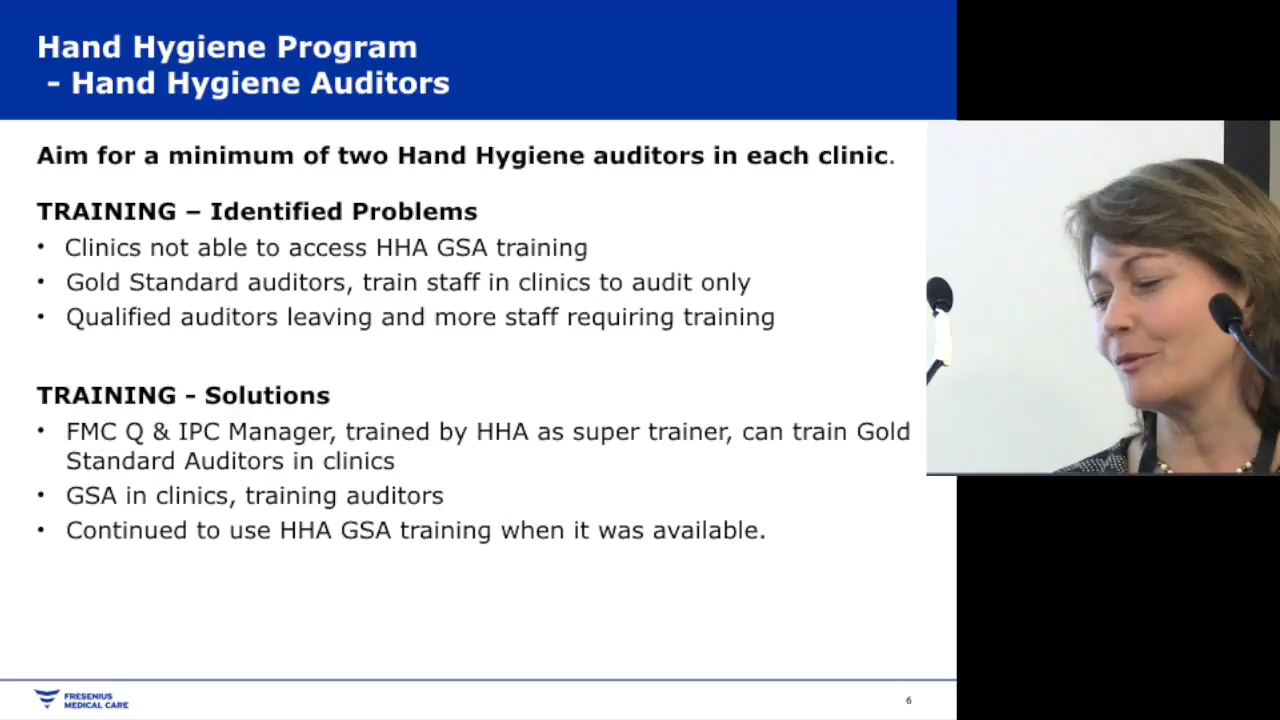 Hand Hygiene Program
- Hand Hygiene Auditors
Aim for a minimum of two Hand Hygiene auditors in each clinic.
TRAINING – Identified Problems
• Clinics not able to access HHA GSA training
• Gold Standard auditors, train staff in clinics to audit only
• Qualified auditors leaving and more staff requiring training
TRAINING - Solutions
• FMC Q & IPC Manager, trained by HHA as super trainer, can train Gold
Standard Auditors in clinics
• GSA in clinics, training auditors
• Continued to use HHA GSA training when it was available.
FRESENIUS
MEDICAL CARE
6